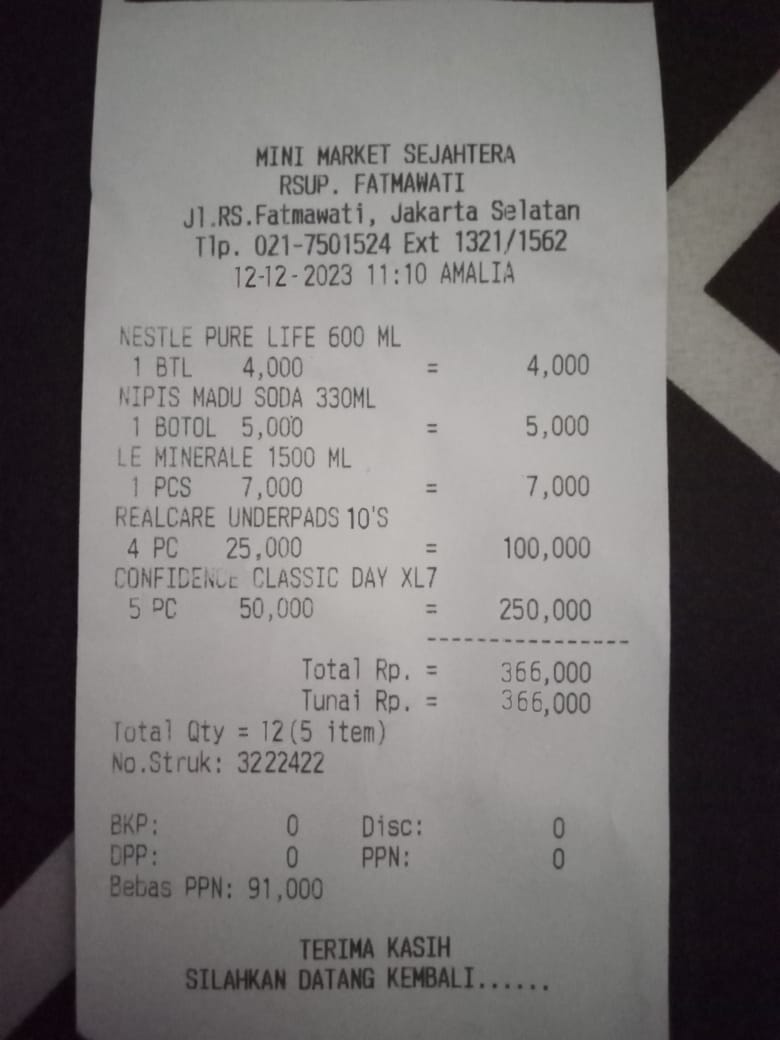 MINI MARKET SEJAHTERA
RSUP. FATMAWATI
Jl.RS.Fatmawati, Jakarta Selatan
Tlp. 021-7501524 Ext 1321/1562
12-12-2023 11:10 AMALIA
NESTLE PURE LIFE 600 ML
1 BTL 4,000 = 4,000
NIPIS MADU SODA 330ML
1 BOTOL 5,000 = 5,000
LE MINERALE 1500 ML
1 PCS 7,000 = 7,000
REALCARE UNDERPADS 10'S
4 PC 25,000 = 100,000
CONFIDENCE CLASSIC DAY XL7
5 PC 50,000 = 250,000
--------------------
Total Rp. = 366,000
Tunai Rp. = 366,000
Total Qty = 12(5 item)
No.Struk: 3222422
BKP: 0 Disc: 0
DPP: 0 PPN: 0
Bebas PPN: 91,000
TERIMA KASIH
SILAHKAN DATANG KEMBALI......